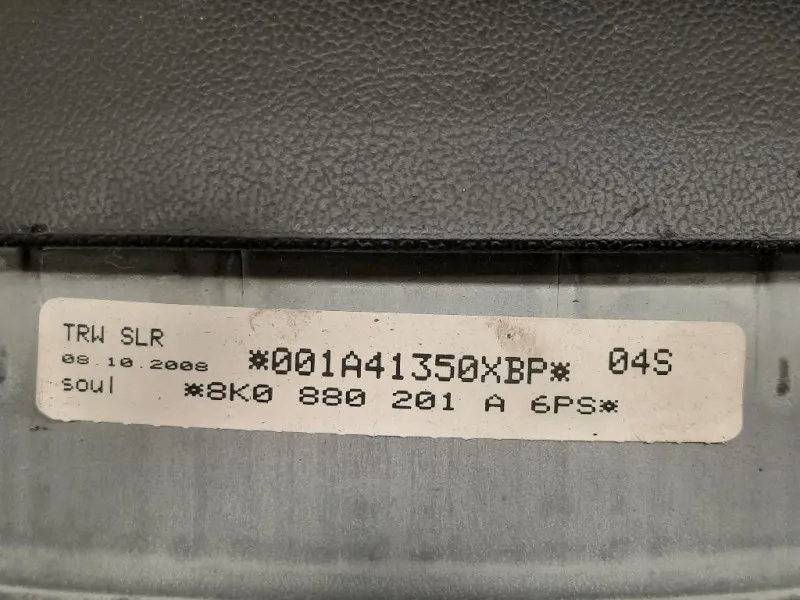 TRW SLR
08.10.2008 *001A41350XBP* 04S
soul *8K0 880 201 A 6PS*